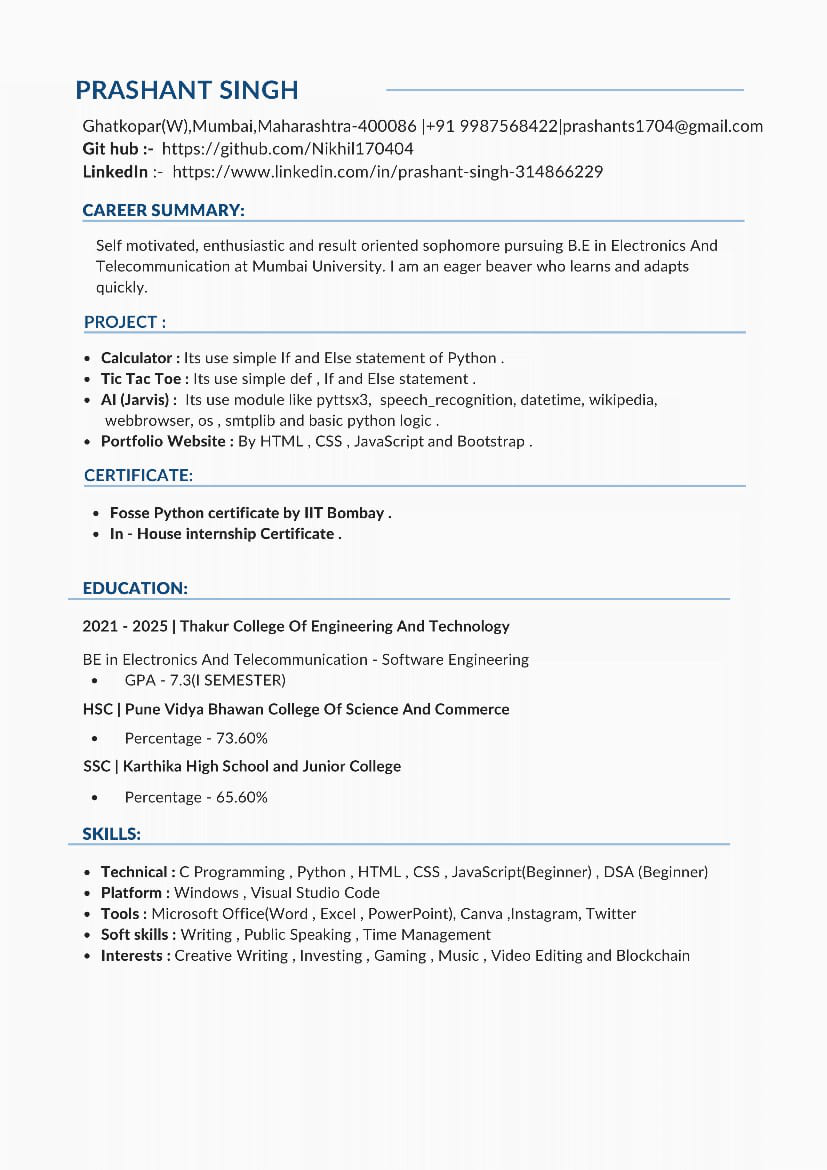 PRASHANT SINGH
Ghatkopar(W),Mumbai,Maharashtra-400086 |+91 9987568422|prashants1704@gmail.com
Git hub :- https://github.com/Nikhil170404
LinkedIn :- https://www.linkedin.com/in/prashant-singh-314866229
CAREER SUMMARY:
Self motivated, enthusiastic and result oriented sophomore pursuing B.E in Electronics And
Telecommunication at Mumbai University. I am an eager beaver who learns and adapts
quickly.
PROJECT :
• Calculator : Its use simple If and Else statement of Python .
• Tic Tac Toe : Its use simple def , If and Else statement .
• AI (Jarvis) : Its use module like pyttsx3, speech_recognition, datetime, wikipedia,
webbrowser, os , smtplib and basic python logic .
• Portfolio Website : By HTML , CSS , JavaScript and Bootstrap .
CERTIFICATE:
• Fosse Python certificate by IIT Bombay .
• In - House internship Certificate .
EDUCATION:
2021 - 2025 | Thakur College Of Engineering And Technology
BE in Electronics And Telecommunication - Software Engineering
• GPA - 7.3(I SEMESTER)
HSC | Pune Vidya Bhawan College Of Science And Commerce
• Percentage - 73.60%
SSC | Karthika High School and Junior College
• Percentage - 65.60%
SKILLS:
• Technical : C Programming , Python , HTML , CSS , JavaScript(Beginner) , DSA (Beginner)
• Platform : Windows , Visual Studio Code
• Tools : Microsoft Office(Word , Excel , PowerPoint), Canva ,Instagram, Twitter
• Soft skills : Writing , Public Speaking , Time Management
• Interests : Creative Writing , Investing , Gaming , Music , Video Editing and Blockchain